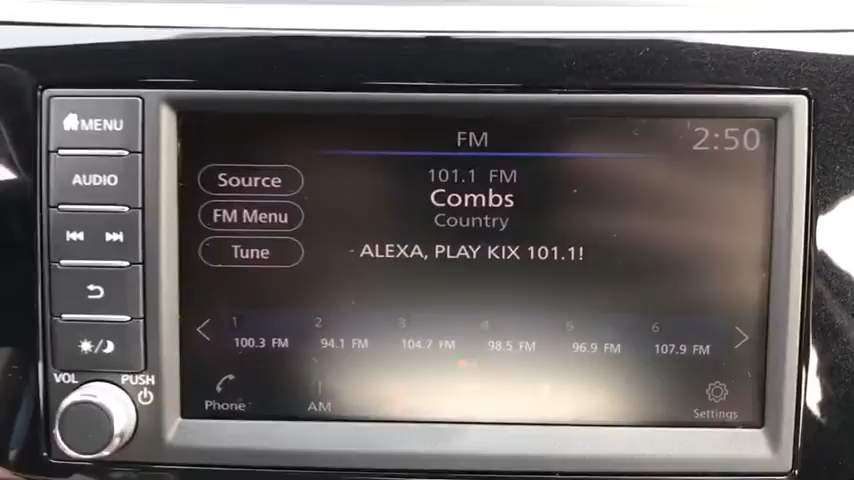 MENU
AUDIO
VOL
PUSH
FM
2:50
Source
FM Menu
Tune
101.1 FM
Combs
Country
ALEXA, PLAY KIX 101.1!
1 2 3 4 5 6
100.3 FM 94.1 FM 104.7 FM 98.5 FM 96.9 FM 107.9 FM
Phone AM Settings